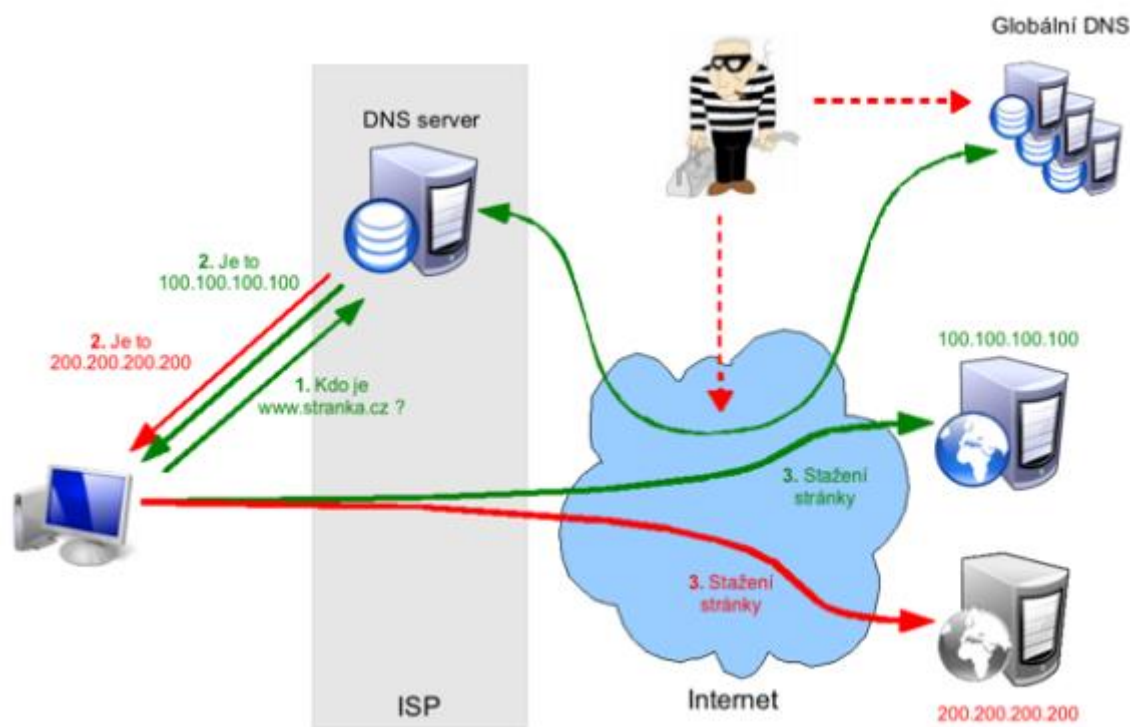 Globální DNS
DNS server
2. Je to
100.100.100.100
2. Je to
200.200.200.200
1. Kdo je
www.stranka.cz ?
100.100.100.100
3. Stažení
stránky
3. Stažení
stránky
ISP
Internet
200.200.200.200